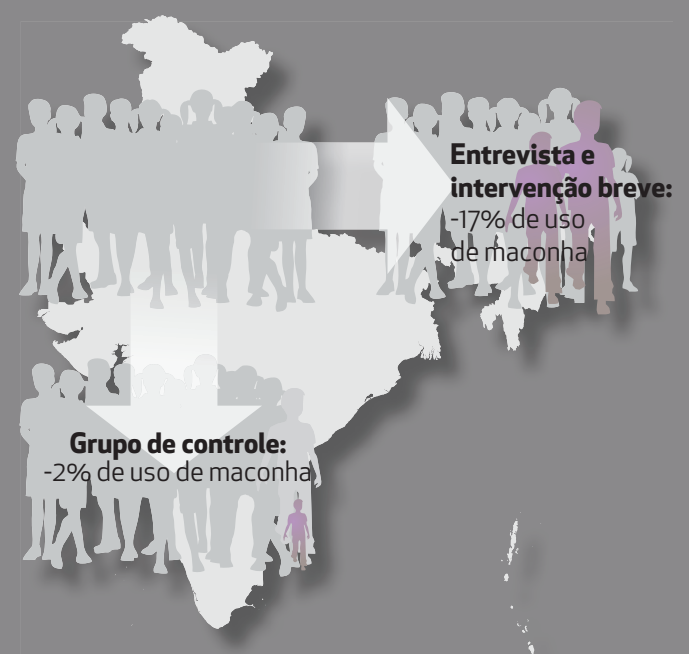 Entrevista e
intervenção breve:
-17% de uso
de maconha
Grupo de controle:
-2% de uso de maconha